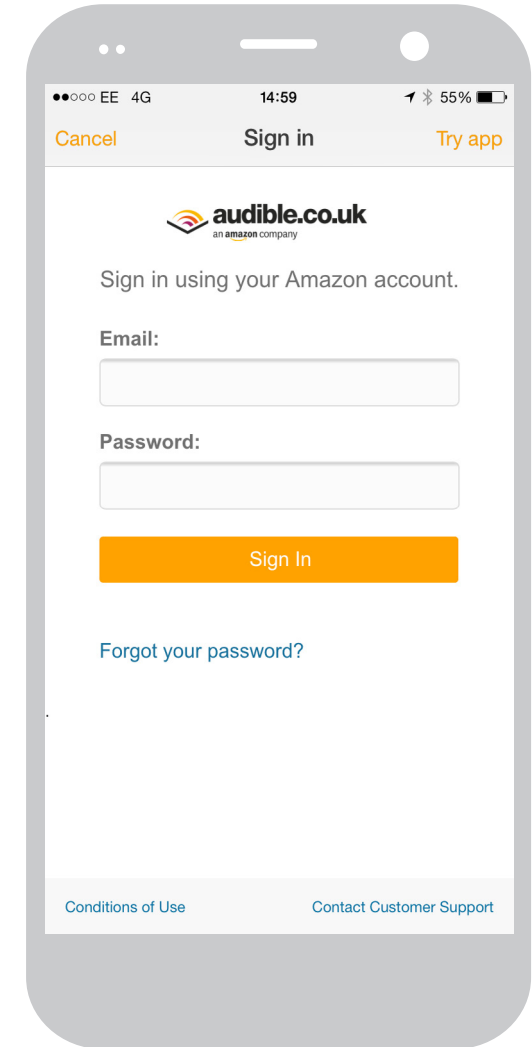 ●●○○○ EE 4G 14:59 55%
Cancel Sign in Try app
audible.co.uk
an amazon company
Sign in using your Amazon account.
Email:
Password:
Sign In
Forgot your password?
.
Conditions of Use Contact Customer Support